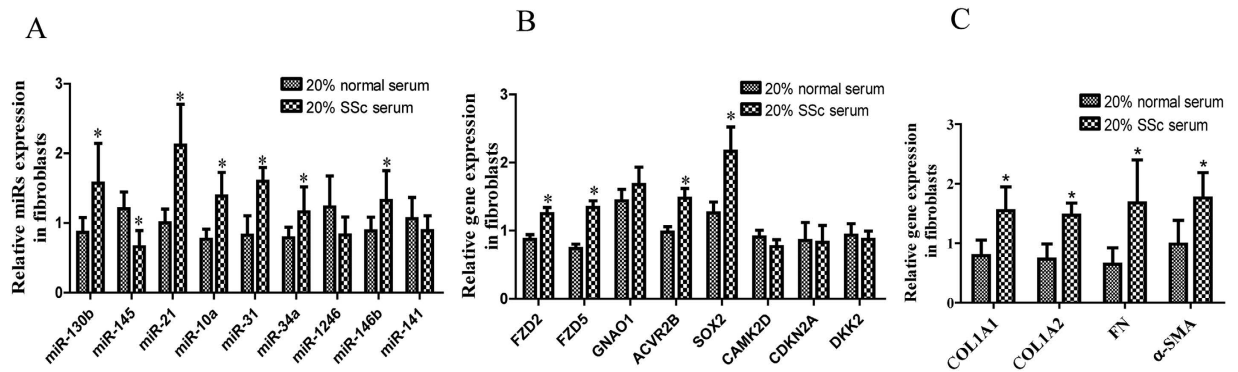 A
Relative miRs expression
in fibroblasts
3
2
1
0
20% normal serum
20% SSc serum
*
*
*
*
*
*
*
miR-130b
miR-145
miR-21
miR-10a
miR-31
miR-34a
miR-1246
miR-146b
miR-141
B
Relative gene expression
in fibroblasts
3
2
1
0
20% normal serum
20% SSc serum
*
*
*
*
FZD2
FZD5
GNAO1
ACVR2B
SOX2
CAMK2D
CDKN2A
DKK2
C
Relative gene expression
in fibroblasts
3
2
1
0
20% normal serum
20% SSc serum
*
*
*
*
COL1A1
COL1A2
FN
α-SMA